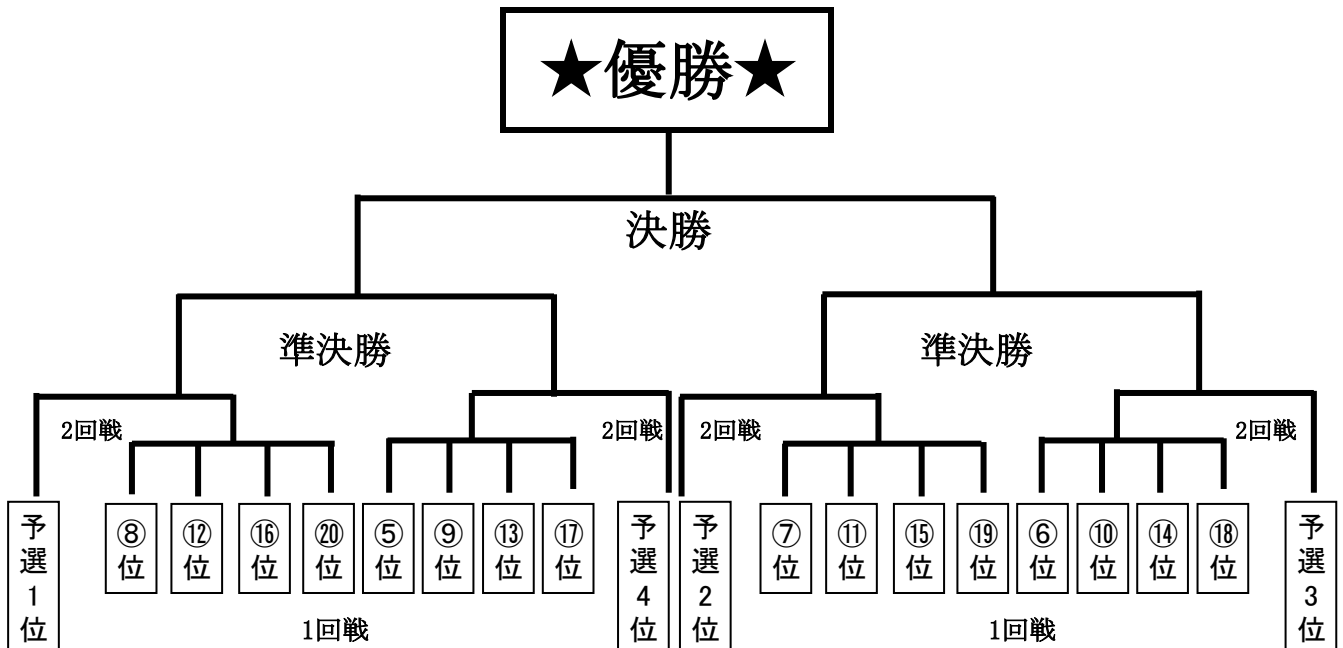 ★優勝★
決勝
準決勝
準決勝
2回戦
2回戦
2回戦
2回戦
予選1位
⑧位
⑫位
⑯位
⑳位
⑤位
⑨位
⑬位
⑰位
予選4位
予選2位
⑦位
⑪位
⑮位
⑲位
⑥位
⑩位
⑭位
⑱位
予選3位
1回戦
1回戦